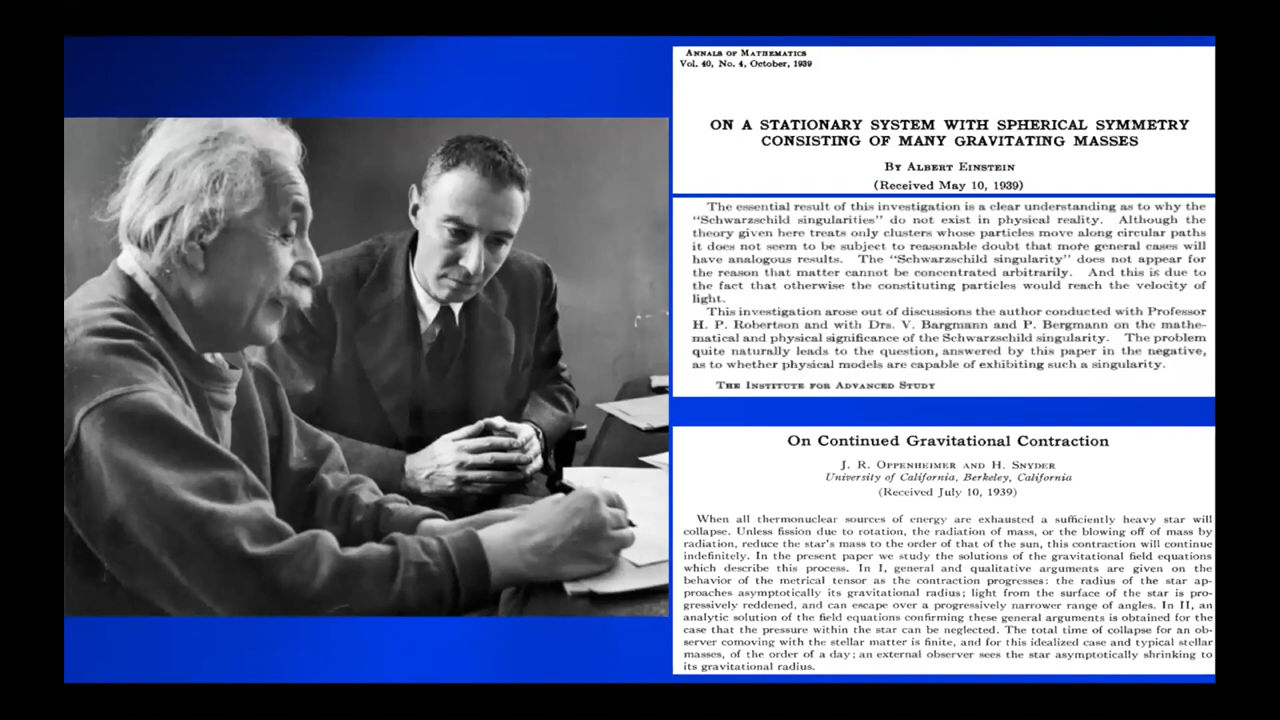 ANNALS OF MATHEMATICS
Vol. 40, No. 4, October, 1939
ON A STATIONARY SYSTEM WITH SPHERICAL SYMMETRY
CONSISTING OF MANY GRAVITATING MASSES
BY ALBERT EINSTEIN
(Received May 10, 1939)
The essential result of this investigation is a clear understanding as to why the
"Schwarzschild singularities" do not exist in physical reality. Although the
theory given here treats only clusters whose particles move along circular paths
it does not seem to be subject to reasonable doubt that more general cases will
have analogous results. The "Schwarzschild singularity" does not appear for
the reason that matter cannot be concentrated arbitrarily. And this is due to
the fact that otherwise the constituting particles would reach the velocity of
light.
This investigation arose out of discussions the author conducted with Professor
H. P. Robertson and with Drs. V. Bargmann and P. Bergmann on the mathe-
matical and physical significance of the Schwarzschild singularity. The problem
quite naturally leads to the question, answered by this paper in the negative,
as to whether physical models are capable of exhibiting such a singularity.
THE INSTITUTE FOR ADVANCED STUDY
On Continued Gravitational Contraction
J. R. OPPENHEIMER AND H. SNYDER
University of California, Berkeley, California
(Received July 10, 1939)
When all thermonuclear sources of energy are exhausted a sufficiently heavy star will
collapse. Unless fission due to rotation, the radiation of mass, or the blowing off of mass by
radiation, reduce the star's mass to the order of that of the sun, this contraction will continue
indefinitely. In the present paper we study the solutions of the gravitational field equations
which describe this process. In I, general and qualitative arguments are given on the
behavior of the metrical tensor as the contraction progresses: the radius of the star ap-
proaches asymptotically its gravitational radius; light from the surface of the star is pro-
gressively reddened, and can escape over a progressively narrower range of angles. In II, an
analytic solution of the field equations confirming these general arguments is obtained for the
case that the pressure within the star can be neglected. The total time of collapse for an ob-
server comoving with the stellar matter is finite, and for this idealized case and typical stellar
masses, of the order of a day; an external observer sees the star asymptotically shrinking to
its gravitational radius.